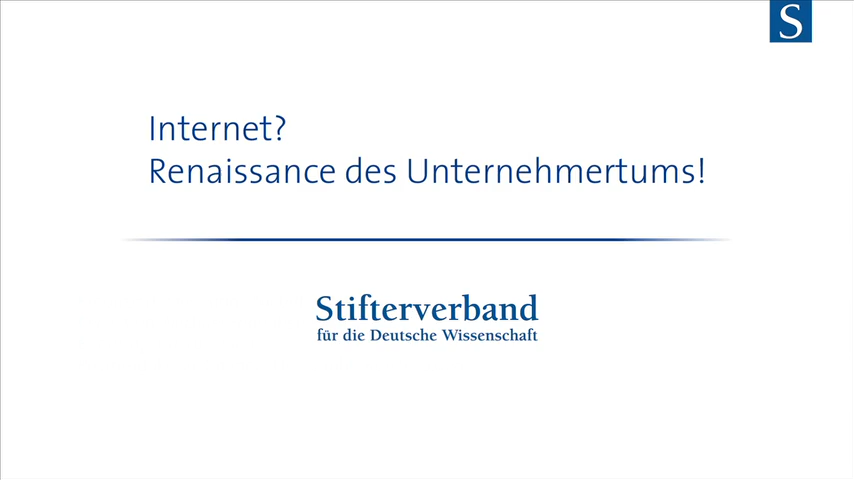 S
Internet?
Renaissance des Unternehmertums!
Stifterverband
für die Deutsche Wissenschaft